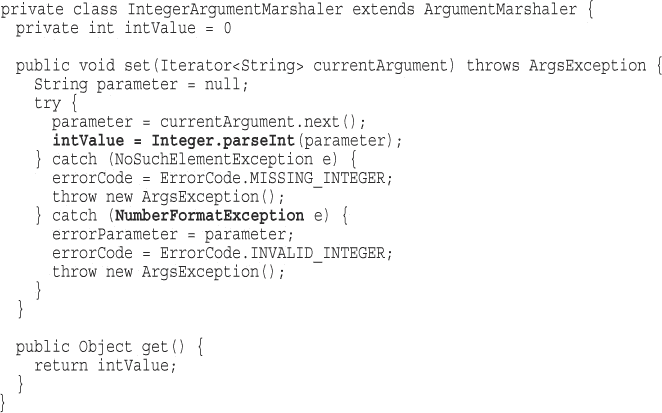 private class IntegerArgumentMarshaler extends ArgumentMarshaler {
  private int intValue = 0

  public void set(Iterator<String> currentArgument) throws ArgsException {
    String parameter = null;
    try {
      parameter = currentArgument.next();
      intValue = Integer.parseInt(parameter);
    } catch (NoSuchElementException e) {
      errorCode = ErrorCode.MISSING_INTEGER;
      throw new ArgsException();
    } catch (NumberFormatException e) {
      errorParameter = parameter;
      errorCode = ErrorCode.INVALID_INTEGER;
      throw new ArgsException();
    }
  }

  public Object get() {
    return intValue;
  }
}